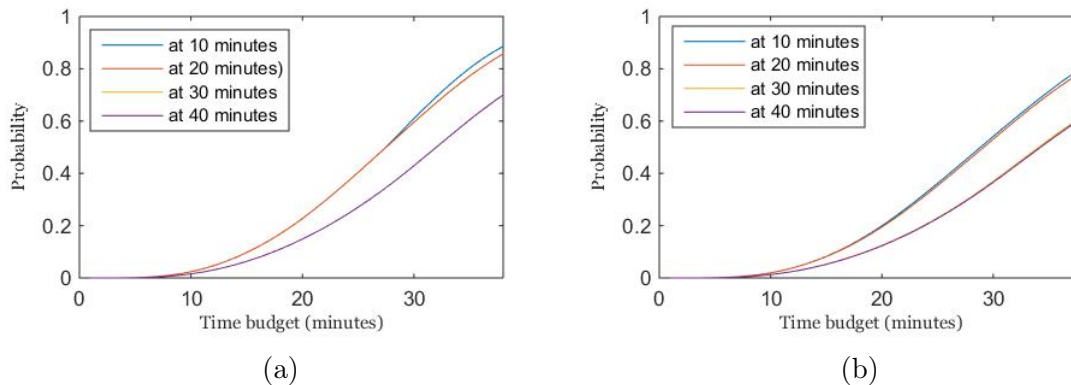 1
0.8
0.6
0.4
0.2
0
Probability
at 10 minutes
at 20 minutes)
at 30 minutes
at 40 minutes
0 10 20 30
Time budget (minutes)
(a)
1
0.8
0.6
0.4
0.2
0
Probability
at 10 minutes
at 20 minutes
at 30 minutes
at 40 minutes
0 10 20 30
Time budget (minutes)
(b)